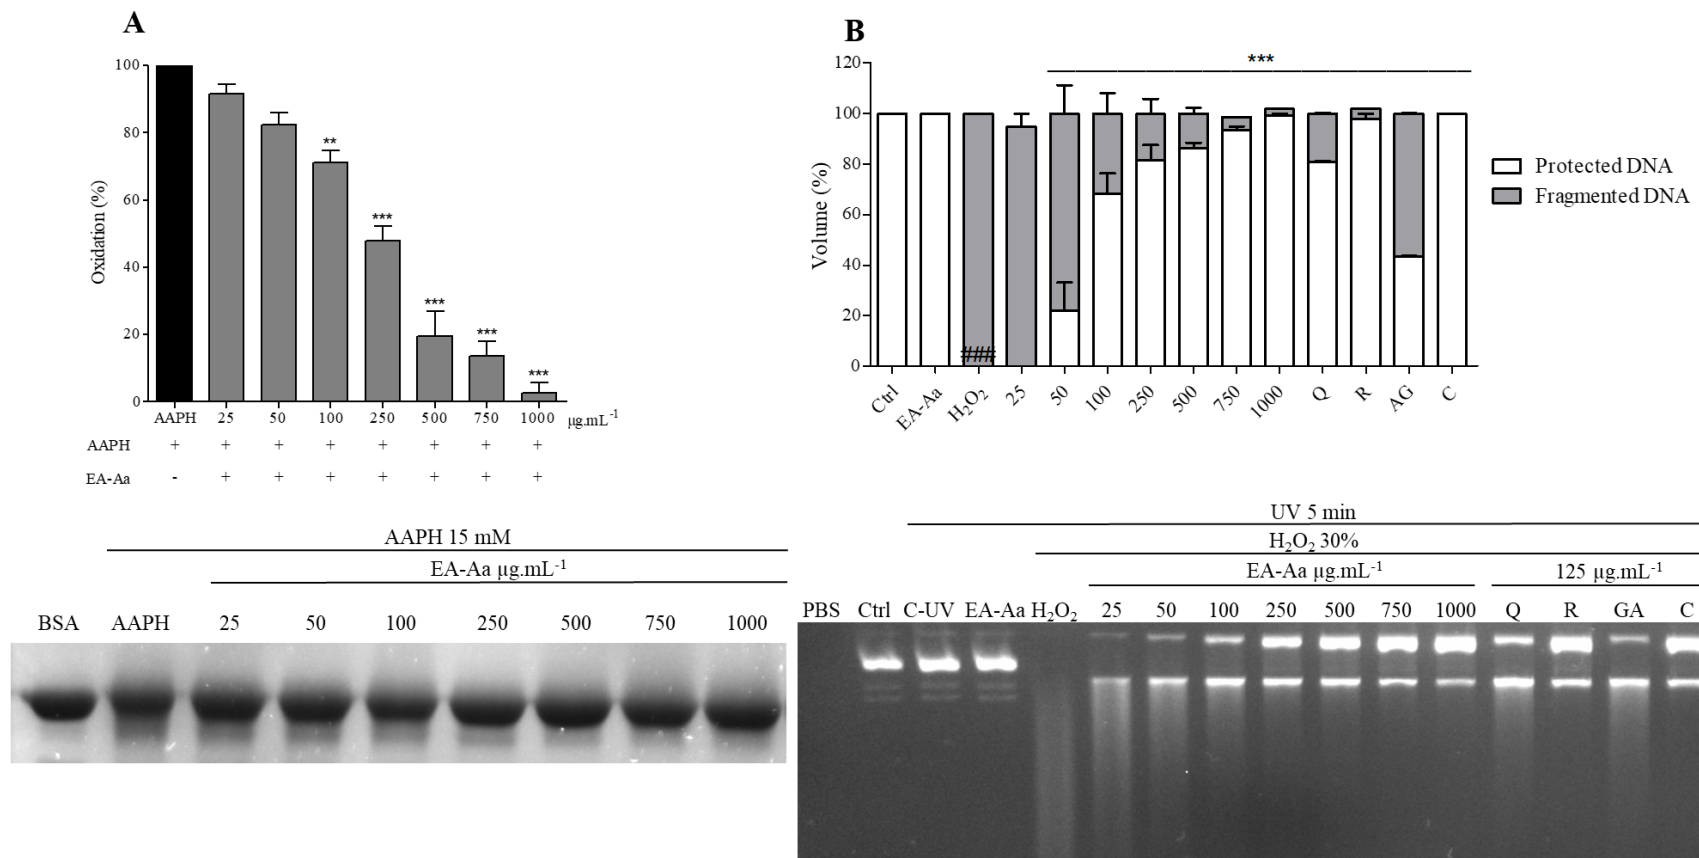 A
100
80
60
40
20
0
Oxidation (%)
**
***
***
***
***
AAPH 25 50 100 250 500 750 1000 µg.mL⁻¹
AAPH + + + + + + + +
EA-Aa - + + + + + + +
AAPH 15 mM
EA-Aa µg.mL⁻¹
BSA AAPH 25 50 100 250 500 750 1000
B
120
100
80
60
40
20
0
Volume (%)
***
###
Ctrl EA-Aa H₂O₂ 25 50 100 250 500 750 1000 Q R AG C
Protected DNA
Fragmented DNA
UV 5 min
H₂O₂ 30%
EA-Aa µg.mL⁻¹ 125 µg.mL⁻¹
PBS Ctrl C-UV EA-Aa H₂O₂ 25 50 100 250 500 750 1000 Q R GA C